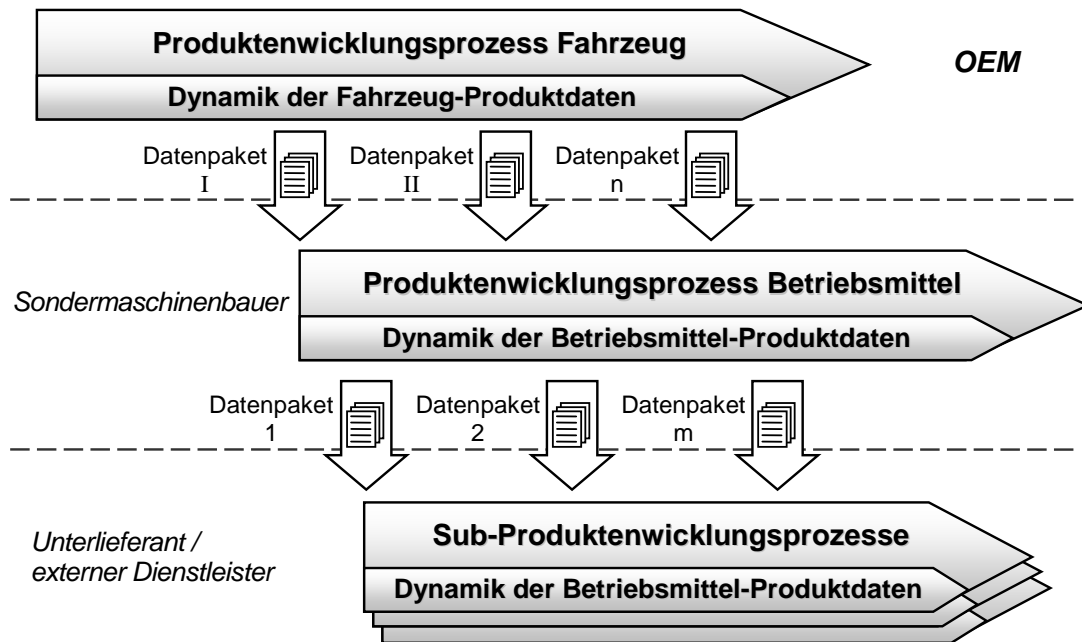 Produktenwicklungsprozess Fahrzeug
OEM
Dynamik der Fahrzeug-Produktdaten
Datenpaket
I
Datenpaket
II
Datenpaket
n
Produktenwicklungsprozess Betriebsmittel
Sondermaschinenbauer
Dynamik der Betriebsmittel-Produktdaten
Datenpaket
1
Datenpaket
2
Datenpaket
m
Sub-Produktenwicklungsprozesse
Unterlieferant /
externer Dienstleister
Dynamik der Betriebsmittel-Produktdaten